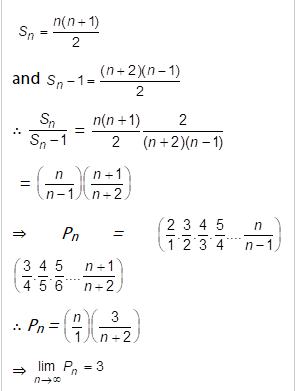 Sₙ = n(n+1)/2
and Sₙ − 1 = (n+2)(n−1)/2
∴ Sₙ/(Sₙ − 1) = n(n+1)/2 2/((n+2)(n−1))
= (n/(n−1))((n+1)/(n+2))
⇒ Pₙ = (2/1 . 3/2 . 4/3 . 5/4 .... n/(n−1))
(3/4 . 4/5 . 5/6 .... (n+1)/(n+2))
∴ Pₙ = (n/1)(3/(n+2))
⇒ lim n→∞ Pₙ = 3